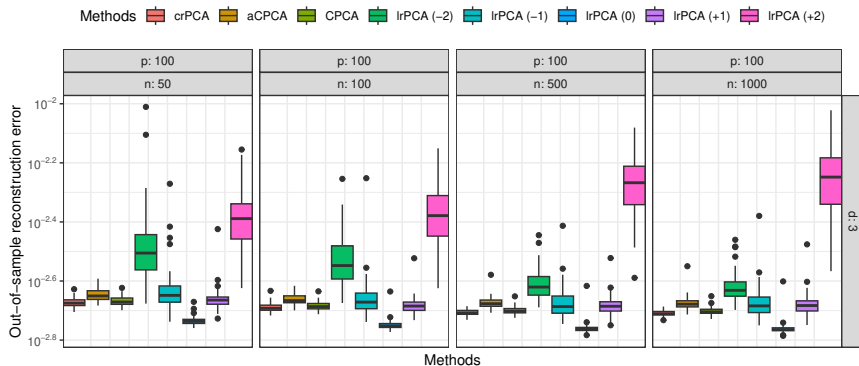 Methods crPCA aCPCA CPCA lrPCA (−2) lrPCA (−1) lrPCA (0) lrPCA (+1) lrPCA (+2)
p: 100 p: 100 p: 100 p: 100
n: 50 n: 100 n: 500 n: 1000
Out−of−sample reconstruction error
10^−2
10^−2.2
10^−2.4
10^−2.6
10^−2.8
d: 3
Methods